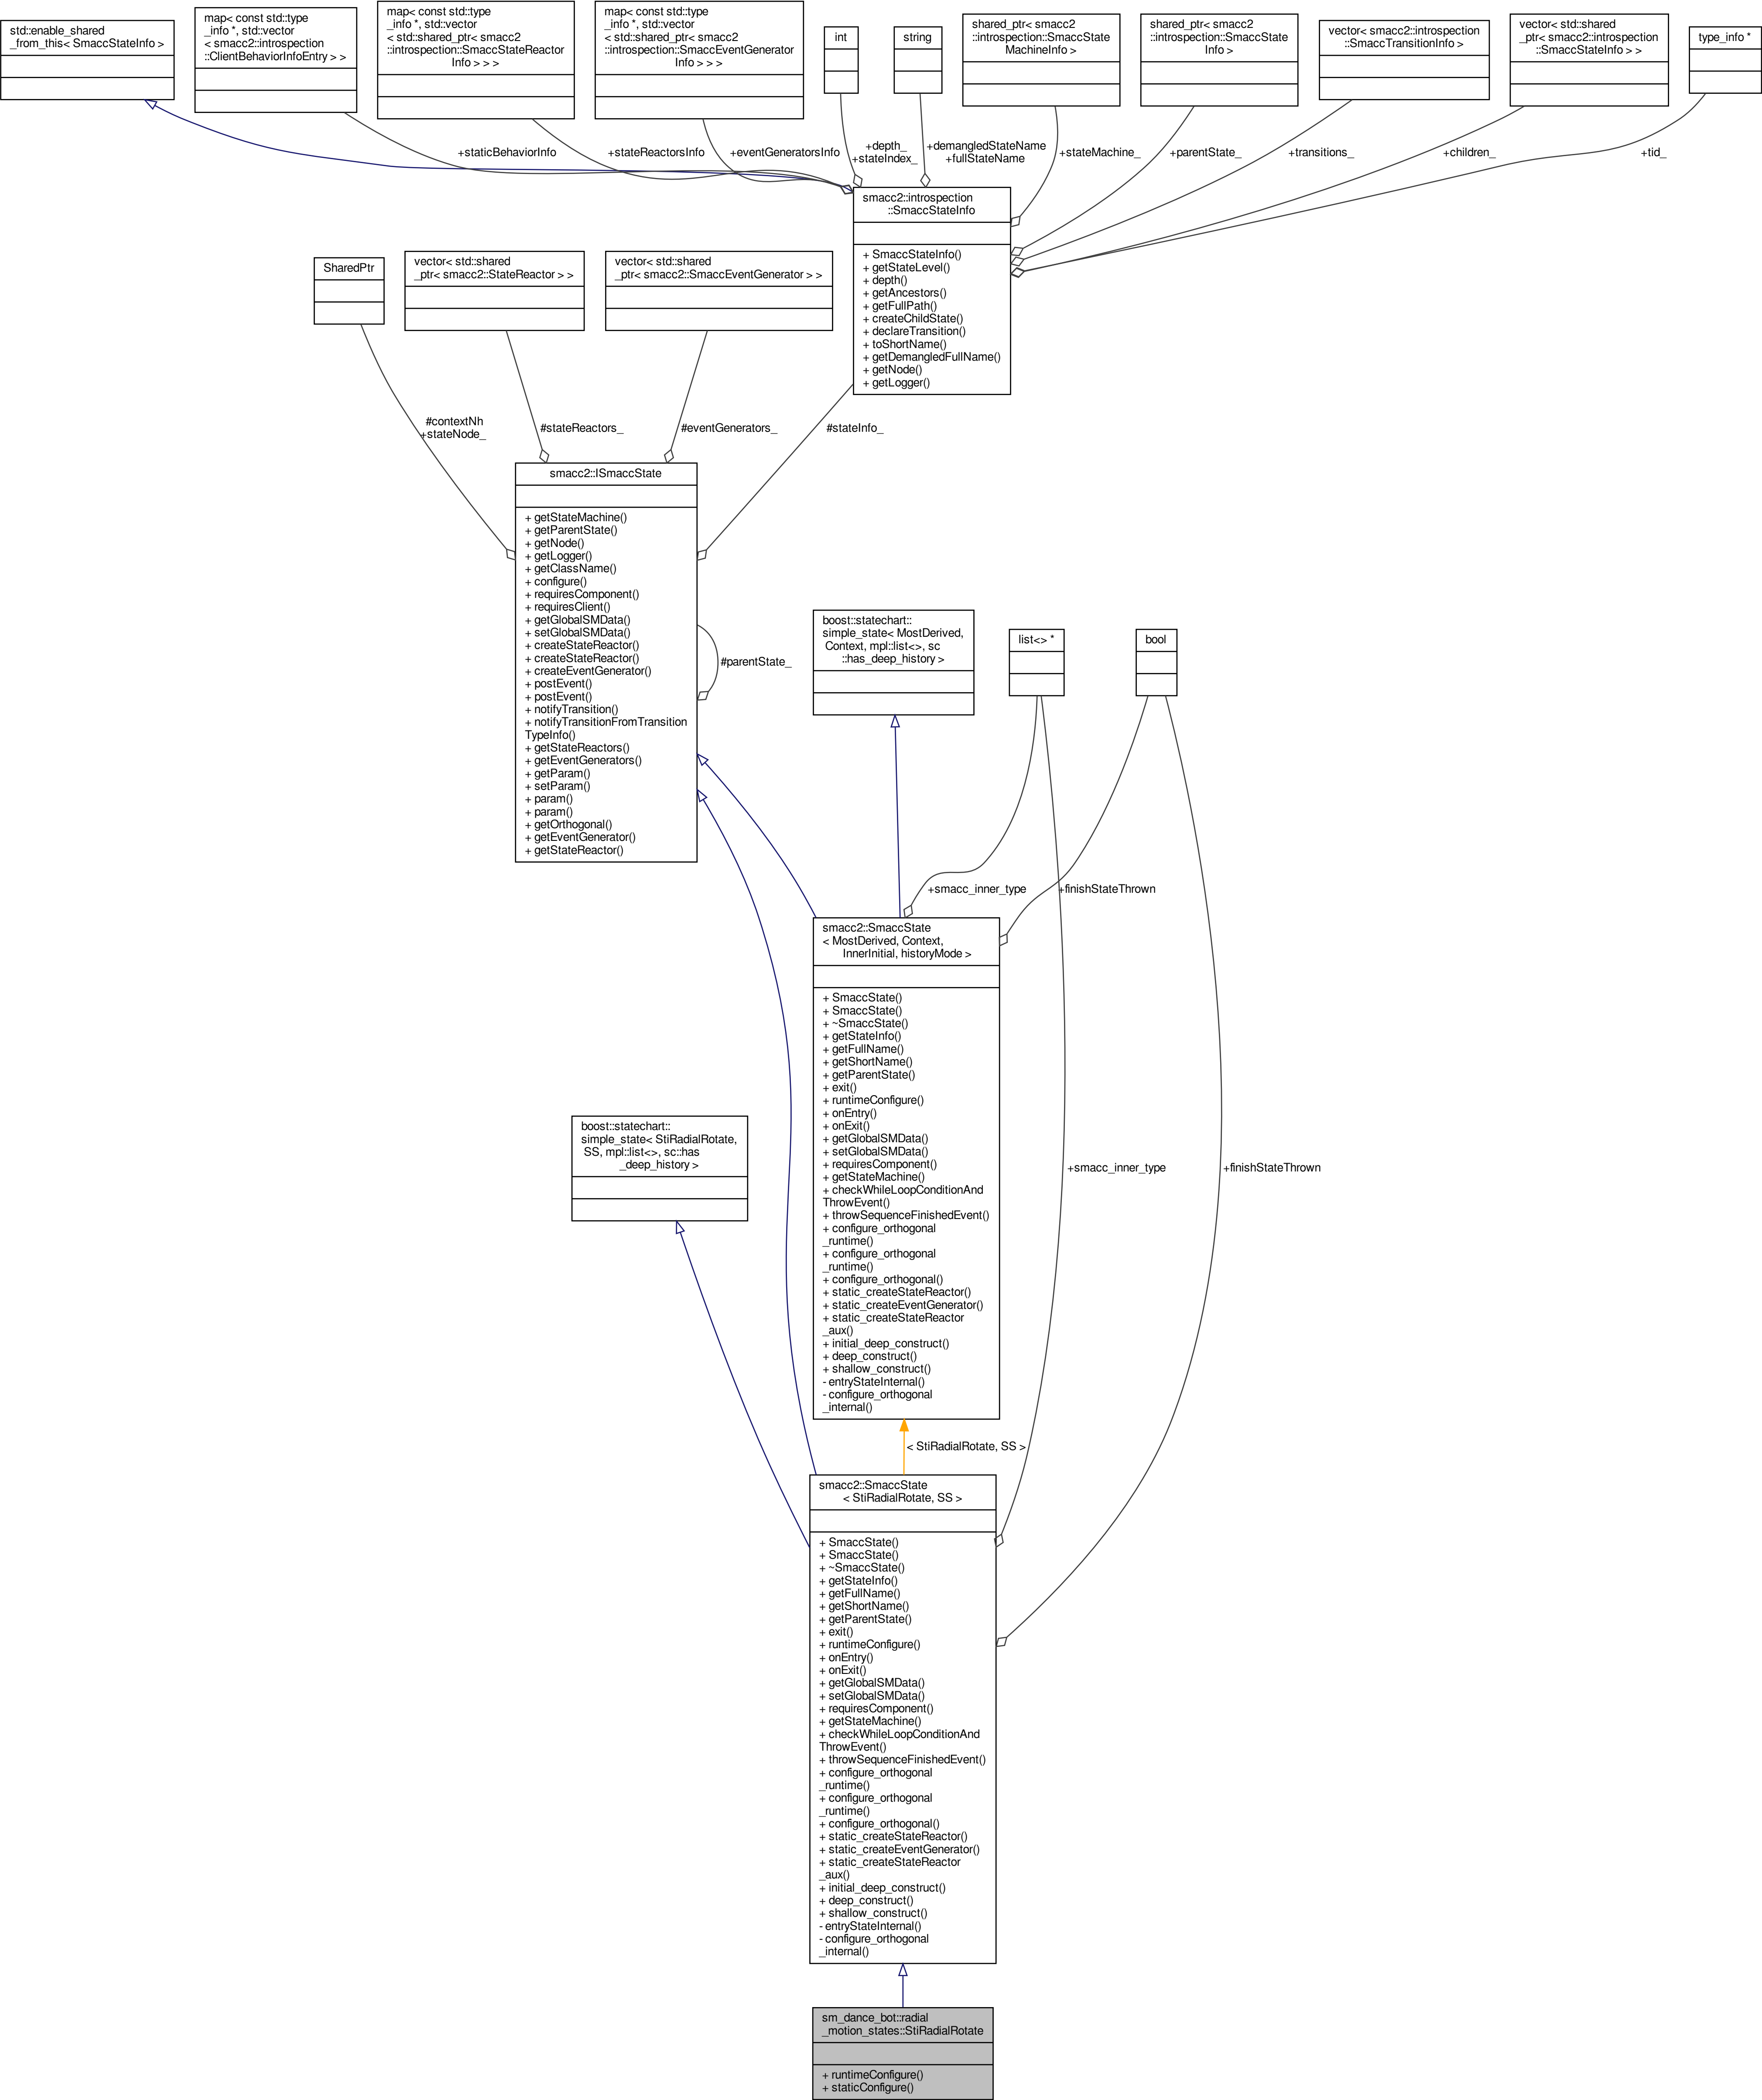 std::enable_shared
_from_this< SmaccStateInfo >
map< const std::type
_info *, std::vector
< smacc2::introspection
::ClientBehaviorInfoEntry > >
map< const std::type
_info *, std::vector
< std::shared_ptr< smacc2
::introspection::SmaccStateReactor
Info > > >
map< const std::type
_info *, std::vector
< std::shared_ptr< smacc2
::introspection::SmaccEventGenerator
Info > > >
int
string
shared_ptr< smacc2
::introspection::SmaccState
MachineInfo >
shared_ptr< smacc2
::introspection::SmaccState
Info >
vector< smacc2::introspection
::SmaccTransitionInfo >
vector< std::shared
_ptr< smacc2::introspection
::SmaccStateInfo > >
type_info *
+staticBehaviorInfo
+stateReactorsInfo
+eventGeneratorsInfo
+depth_
+stateIndex_
+demangledStateName
+fullStateName
+stateMachine_
+parentState_
+transitions_
+children_
+tid_
smacc2::introspection
::SmaccStateInfo
+ SmaccStateInfo()
+ getStateLevel()
+ depth()
+ getAncestors()
+ getFullPath()
+ createChildState()
+ declareTransition()
+ toShortName()
+ getDemangledFullName()
+ getNode()
+ getLogger()
SharedPtr
vector< std::shared
_ptr< smacc2::StateReactor > >
vector< std::shared
_ptr< smacc2::SmaccEventGenerator > >
#contextNh
+stateNode_
#stateReactors_
#eventGenerators_
#stateInfo_
smacc2::ISmaccState
+ getStateMachine()
+ getParentState()
+ getNode()
+ getLogger()
+ getClassName()
+ configure()
+ requiresComponent()
+ requiresClient()
+ getGlobalSMData()
+ setGlobalSMData()
+ createStateReactor()
+ createStateReactor()
+ createEventGenerator()
+ postEvent()
+ postEvent()
+ notifyTransition()
+ notifyTransitionFromTransition
TypeInfo()
+ getStateReactors()
+ getEventGenerators()
+ getParam()
+ setParam()
+ param()
+ param()
+ getOrthogonal()
+ getEventGenerator()
+ getStateReactor()
#parentState_
boost::statechart::
simple_state< MostDerived,
Context, mpl::list<>, sc
::has_deep_history >
list<> *
bool
+smacc_inner_type
+finishStateThrown
smacc2::SmaccState
< MostDerived, Context,
InnerInitial, historyMode >
+ SmaccState()
+ SmaccState()
+ ~SmaccState()
+ getStateInfo()
+ getFullName()
+ getShortName()
+ getParentState()
+ exit()
+ runtimeConfigure()
+ onEntry()
+ onExit()
+ getGlobalSMData()
+ setGlobalSMData()
+ requiresComponent()
+ getStateMachine()
+ checkWhileLoopConditionAnd
ThrowEvent()
+ throwSequenceFinishedEvent()
+ configure_orthogonal
_runtime()
+ configure_orthogonal
_runtime()
+ configure_orthogonal()
+ static_createStateReactor()
+ static_createEventGenerator()
+ static_createStateReactor
_aux()
+ initial_deep_construct()
+ deep_construct()
+ shallow_construct()
- entryStateInternal()
- configure_orthogonal
_internal()
boost::statechart::
simple_state< StiRadialRotate,
SS, mpl::list<>, sc::has
_deep_history >
+smacc_inner_type
+finishStateThrown
< StiRadialRotate, SS >
smacc2::SmaccState
< StiRadialRotate, SS >
+ SmaccState()
+ SmaccState()
+ ~SmaccState()
+ getStateInfo()
+ getFullName()
+ getShortName()
+ getParentState()
+ exit()
+ runtimeConfigure()
+ onEntry()
+ onExit()
+ getGlobalSMData()
+ setGlobalSMData()
+ requiresComponent()
+ getStateMachine()
+ checkWhileLoopConditionAnd
ThrowEvent()
+ throwSequenceFinishedEvent()
+ configure_orthogonal
_runtime()
+ configure_orthogonal
_runtime()
+ configure_orthogonal()
+ static_createStateReactor()
+ static_createEventGenerator()
+ static_createStateReactor
_aux()
+ initial_deep_construct()
+ deep_construct()
+ shallow_construct()
- entryStateInternal()
- configure_orthogonal
_internal()
sm_dance_bot::radial
_motion_states::StiRadialRotate
+ runtimeConfigure()
+ staticConfigure()